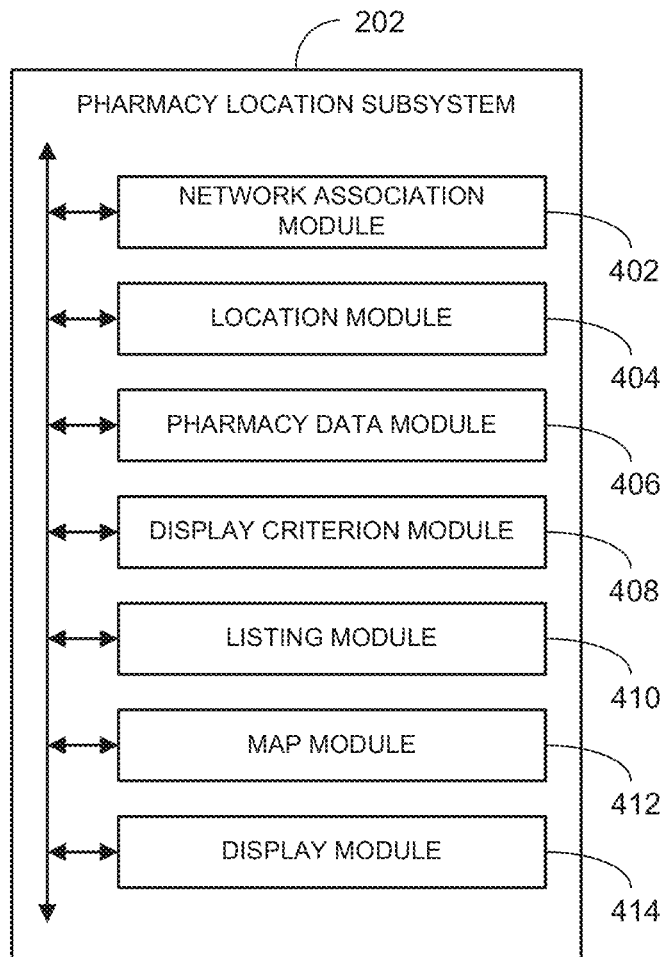 202
PHARMACY LOCATION SUBSYSTEM
NETWORK ASSOCIATION
MODULE
402
LOCATION MODULE
404
PHARMACY DATA MODULE
406
DISPLAY CRITERION MODULE
408
LISTING MODULE
410
MAP MODULE
412
DISPLAY MODULE
414